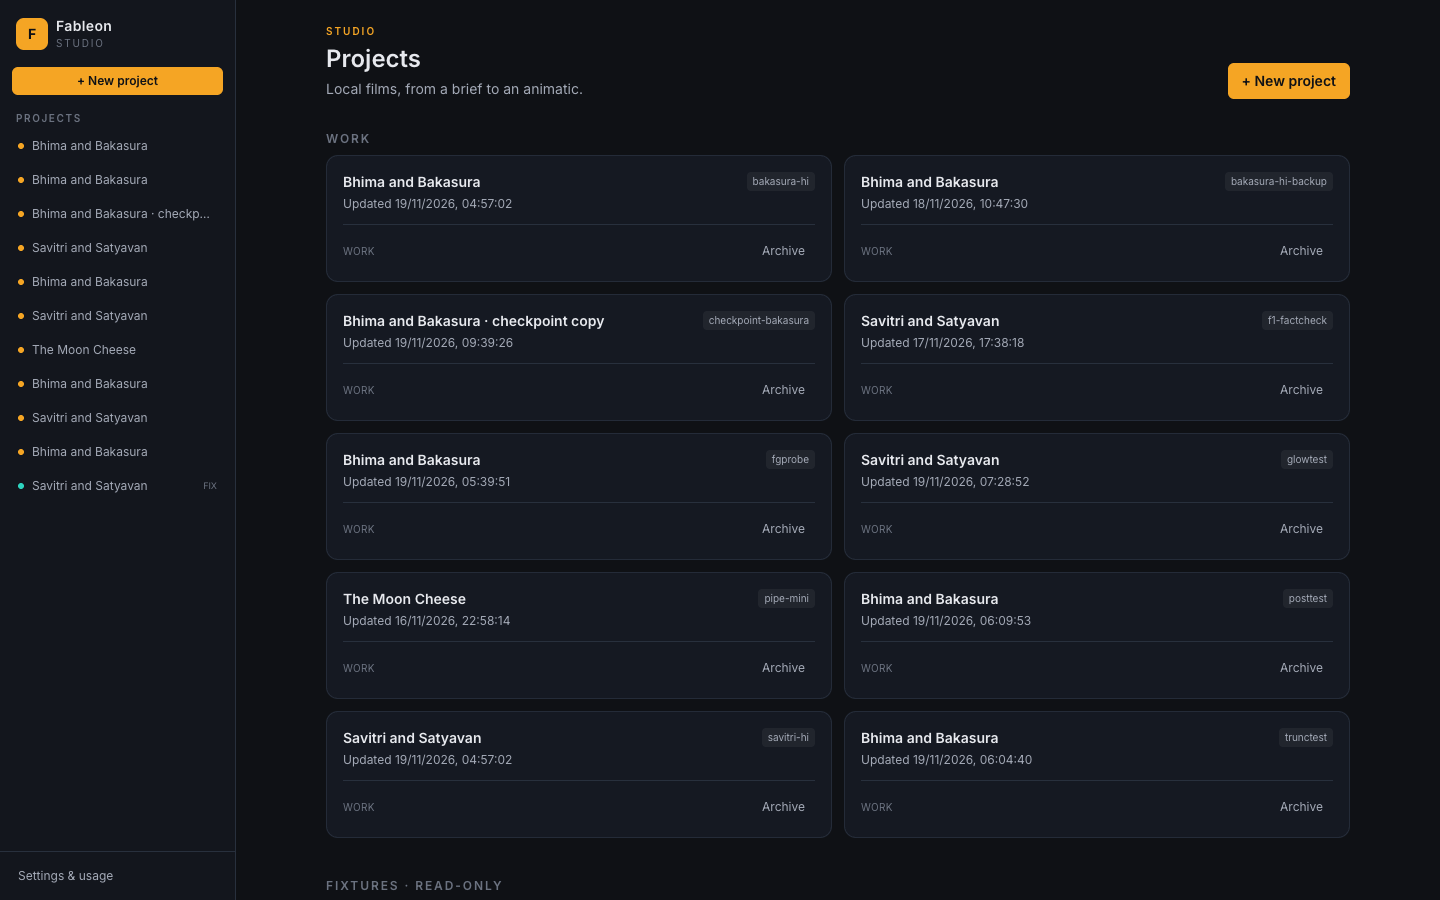 F
Fableon
STUDIO
+ New project
PROJECTS
Bhima and Bakasura
Bhima and Bakasura
Bhima and Bakasura · checkp...
Savitri and Satyavan
Bhima and Bakasura
Savitri and Satyavan
The Moon Cheese
Bhima and Bakasura
Savitri and Satyavan
Bhima and Bakasura
Savitri and Satyavan FIX
Settings & usage
STUDIO
Projects
Local films, from a brief to an animatic.
+ New project
WORK
Bhima and Bakasura bakasura-hi
Updated 19/11/2026, 04:57:02
WORK Archive
Bhima and Bakasura bakasura-hi-backup
Updated 18/11/2026, 10:47:30
WORK Archive
Bhima and Bakasura · checkpoint copy checkpoint-bakasura
Updated 19/11/2026, 09:39:26
WORK Archive
Savitri and Satyavan f1-factcheck
Updated 17/11/2026, 17:38:18
WORK Archive
Bhima and Bakasura fgprobe
Updated 19/11/2026, 05:39:51
WORK Archive
Savitri and Satyavan glowtest
Updated 19/11/2026, 07:28:52
WORK Archive
The Moon Cheese pipe-mini
Updated 16/11/2026, 22:58:14
WORK Archive
Bhima and Bakasura posttest
Updated 19/11/2026, 06:09:53
WORK Archive
Savitri and Satyavan savitri-hi
Updated 19/11/2026, 04:57:02
WORK Archive
Bhima and Bakasura trunctest
Updated 19/11/2026, 06:04:40
WORK Archive
FIXTURES · READ-ONLY